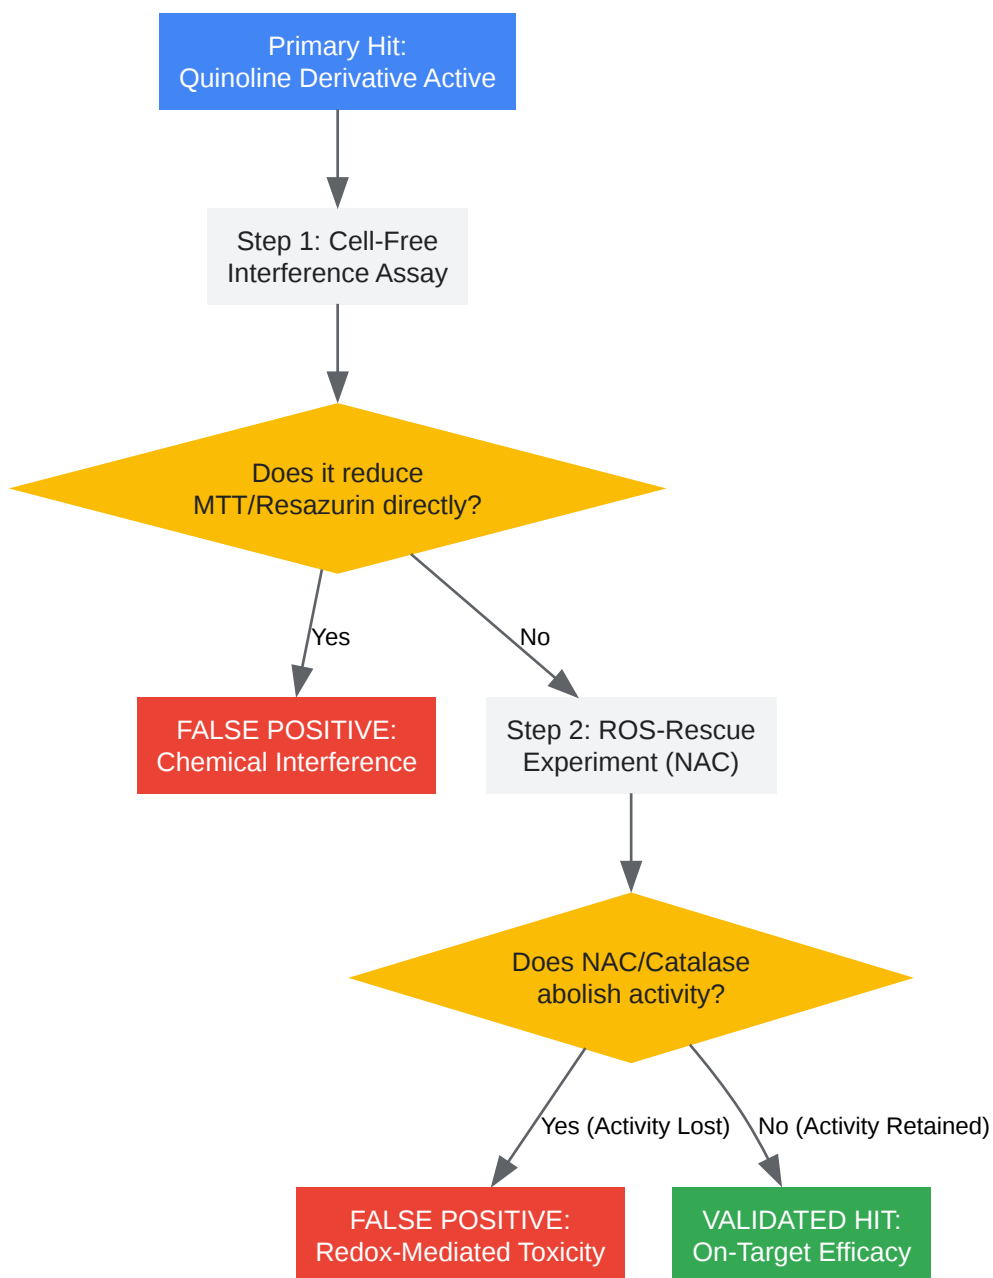 Primary Hit:
Quinoline Derivative Active
Step 1: Cell-Free
Interference Assay
Does it reduce
MTT/Resazurin directly?
Yes
No
FALSE POSITIVE:
Chemical Interference
Step 2: ROS-Rescue
Experiment (NAC)
Does NAC/Catalase
abolish activity?
Yes (Activity Lost)
No (Activity Retained)
FALSE POSITIVE:
Redox-Mediated Toxicity
VALIDATED HIT:
On-Target Efficacy